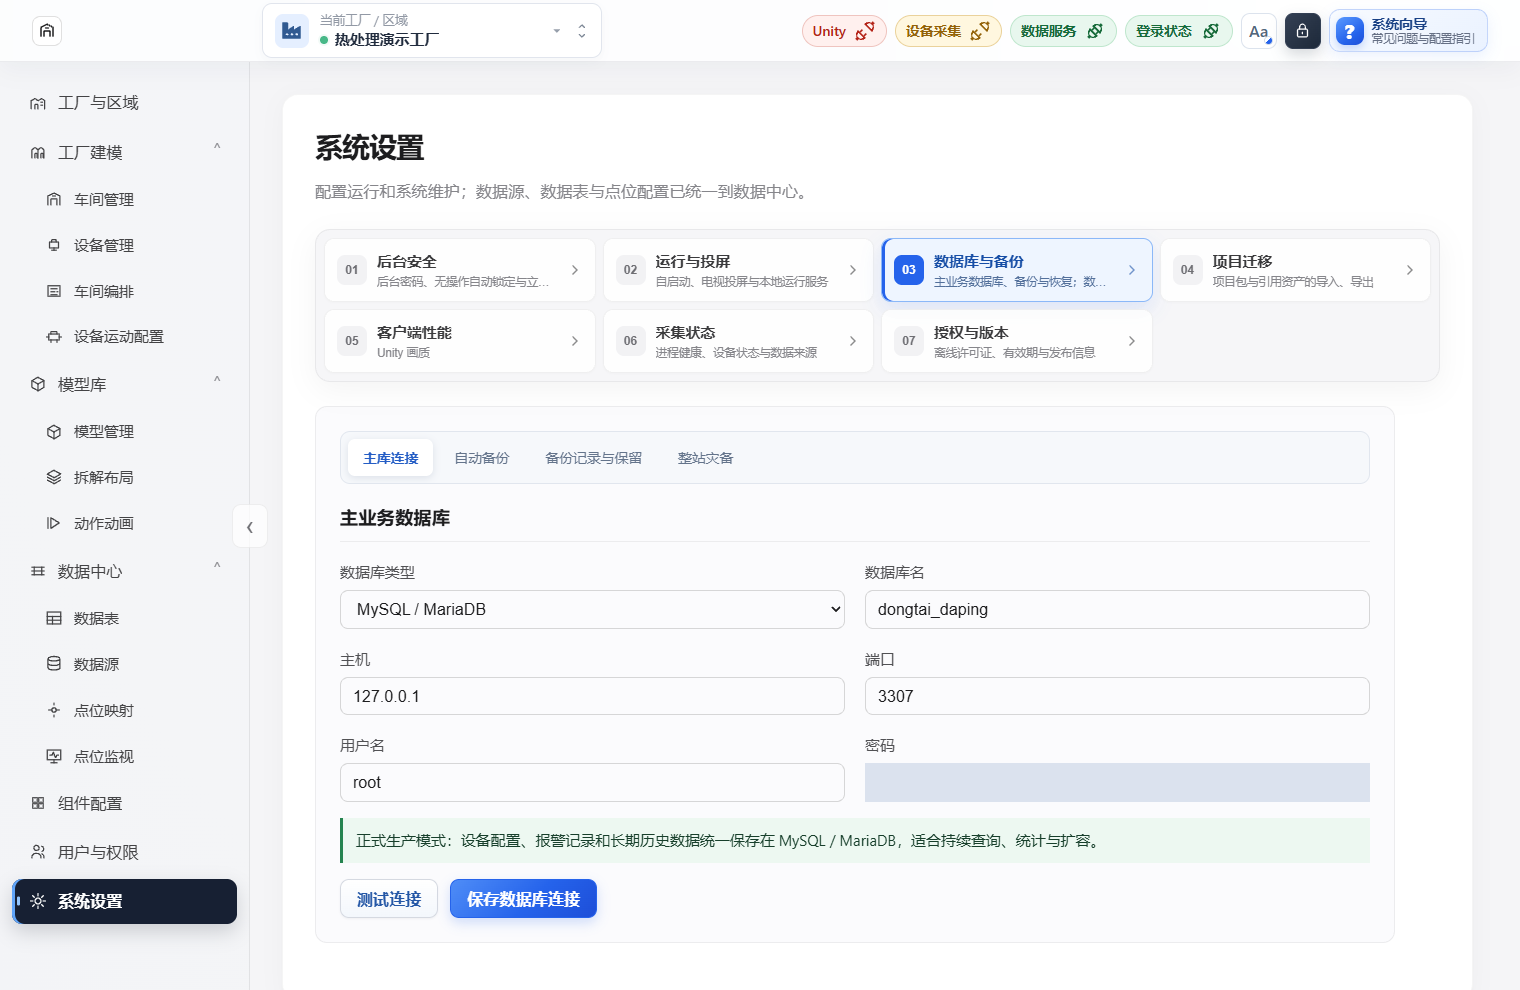 当前工厂 / 区域
热处理演示工厂
Unity
设备采集
数据服务
登录状态
Aa
?
系统向导
常见问题与配置指引
工厂与区域
工厂建模
车间管理
设备管理
车间编排
设备运动配置
模型库
模型管理
拆解布局
动作动画
数据中心
数据表
数据源
点位映射
点位监视
组件配置
用户与权限
系统设置
系统设置
配置运行和系统维护；数据源、数据表与点位配置已统一到数据中心。
01
后台安全
后台密码、无操作自动锁定与立...
02
运行与投屏
自启动、电视投屏与本地运行服务
03
数据库与备份
主业务数据库、备份与恢复；数...
04
项目迁移
项目包与引用资产的导入、导出
05
客户端性能
Unity 画质
06
采集状态
进程健康、设备状态与数据来源
07
授权与版本
离线许可证、有效期与发布信息
主库连接
自动备份
备份记录与保留
整站灾备
主业务数据库
数据库类型
MySQL / MariaDB
数据库名
dongtai_daping
主机
127.0.0.1
端口
3307
用户名
root
密码
正式生产模式：设备配置、报警记录和长期历史数据统一保存在 MySQL / MariaDB，适合持续查询、统计与扩容。
测试连接
保存数据库连接